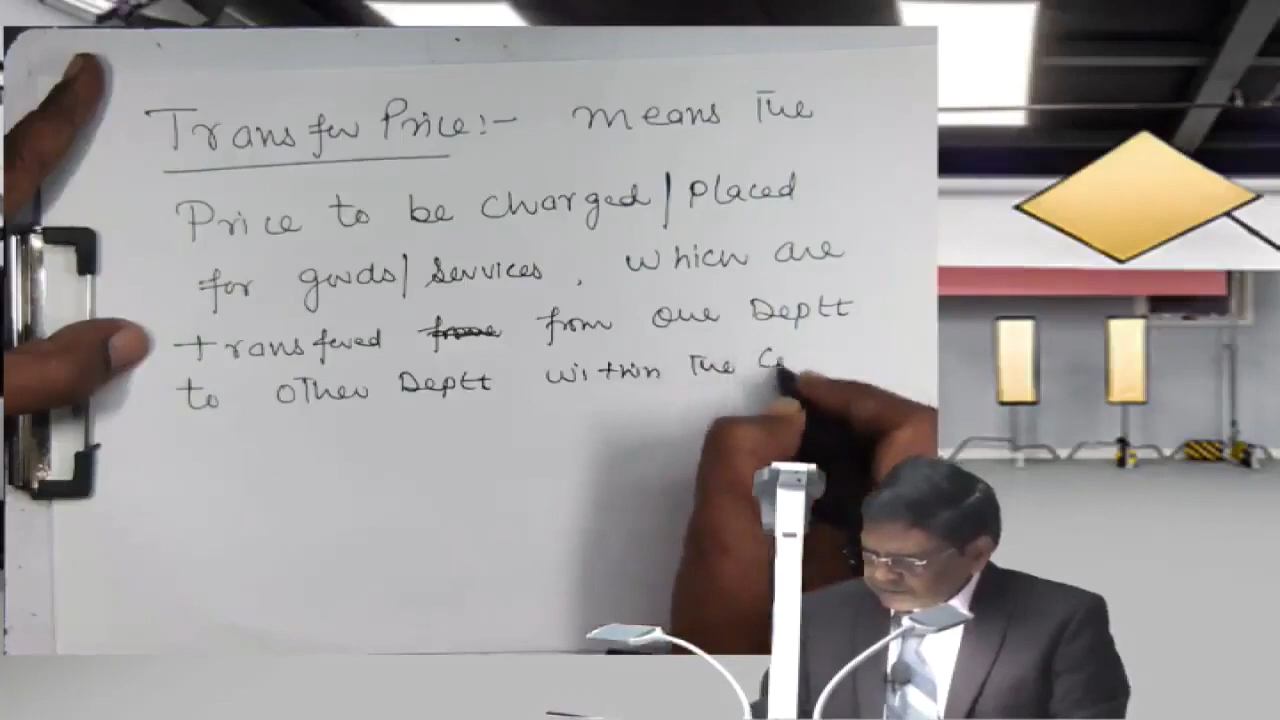 Transfer Price:- means The
Price to be charged/placed
for goods/services, which are
transfered from one Deptt
to other Deptt within The